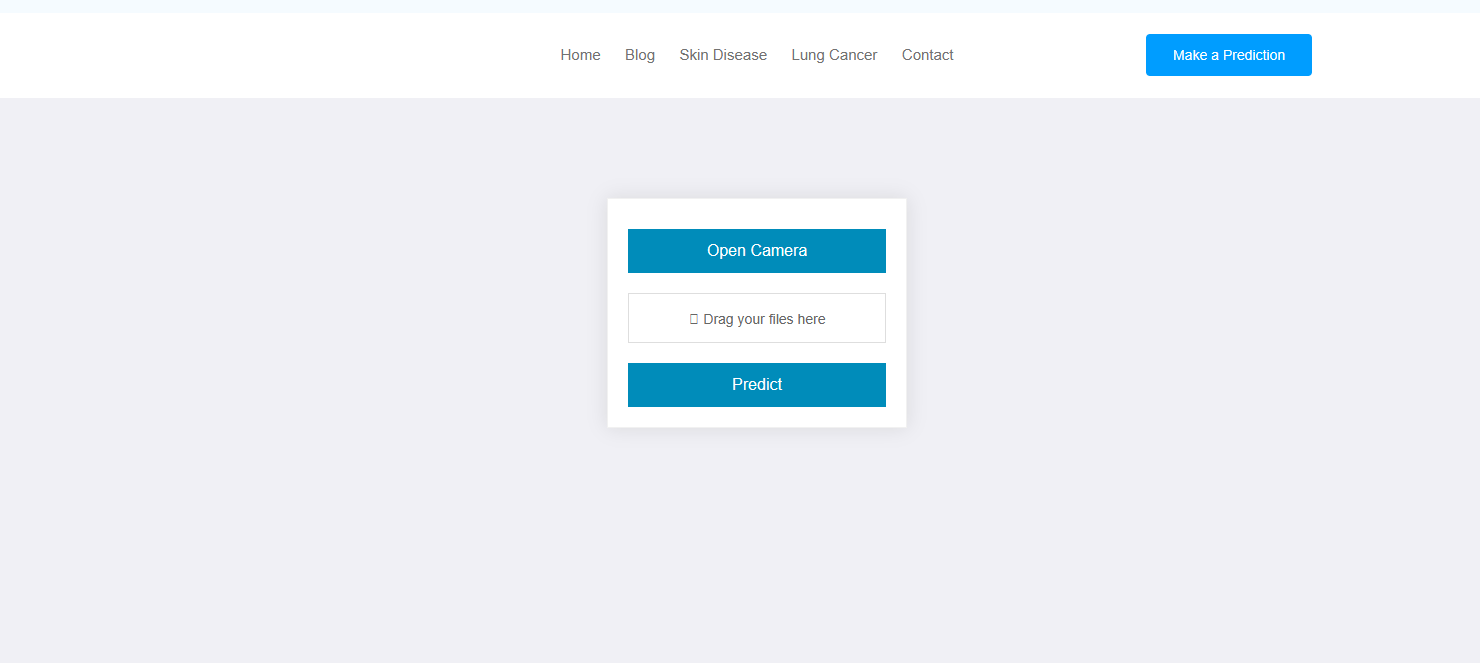 Home Blog Skin Disease Lung Cancer Contact Make a Prediction
Open Camera
Drag your files here
Predict